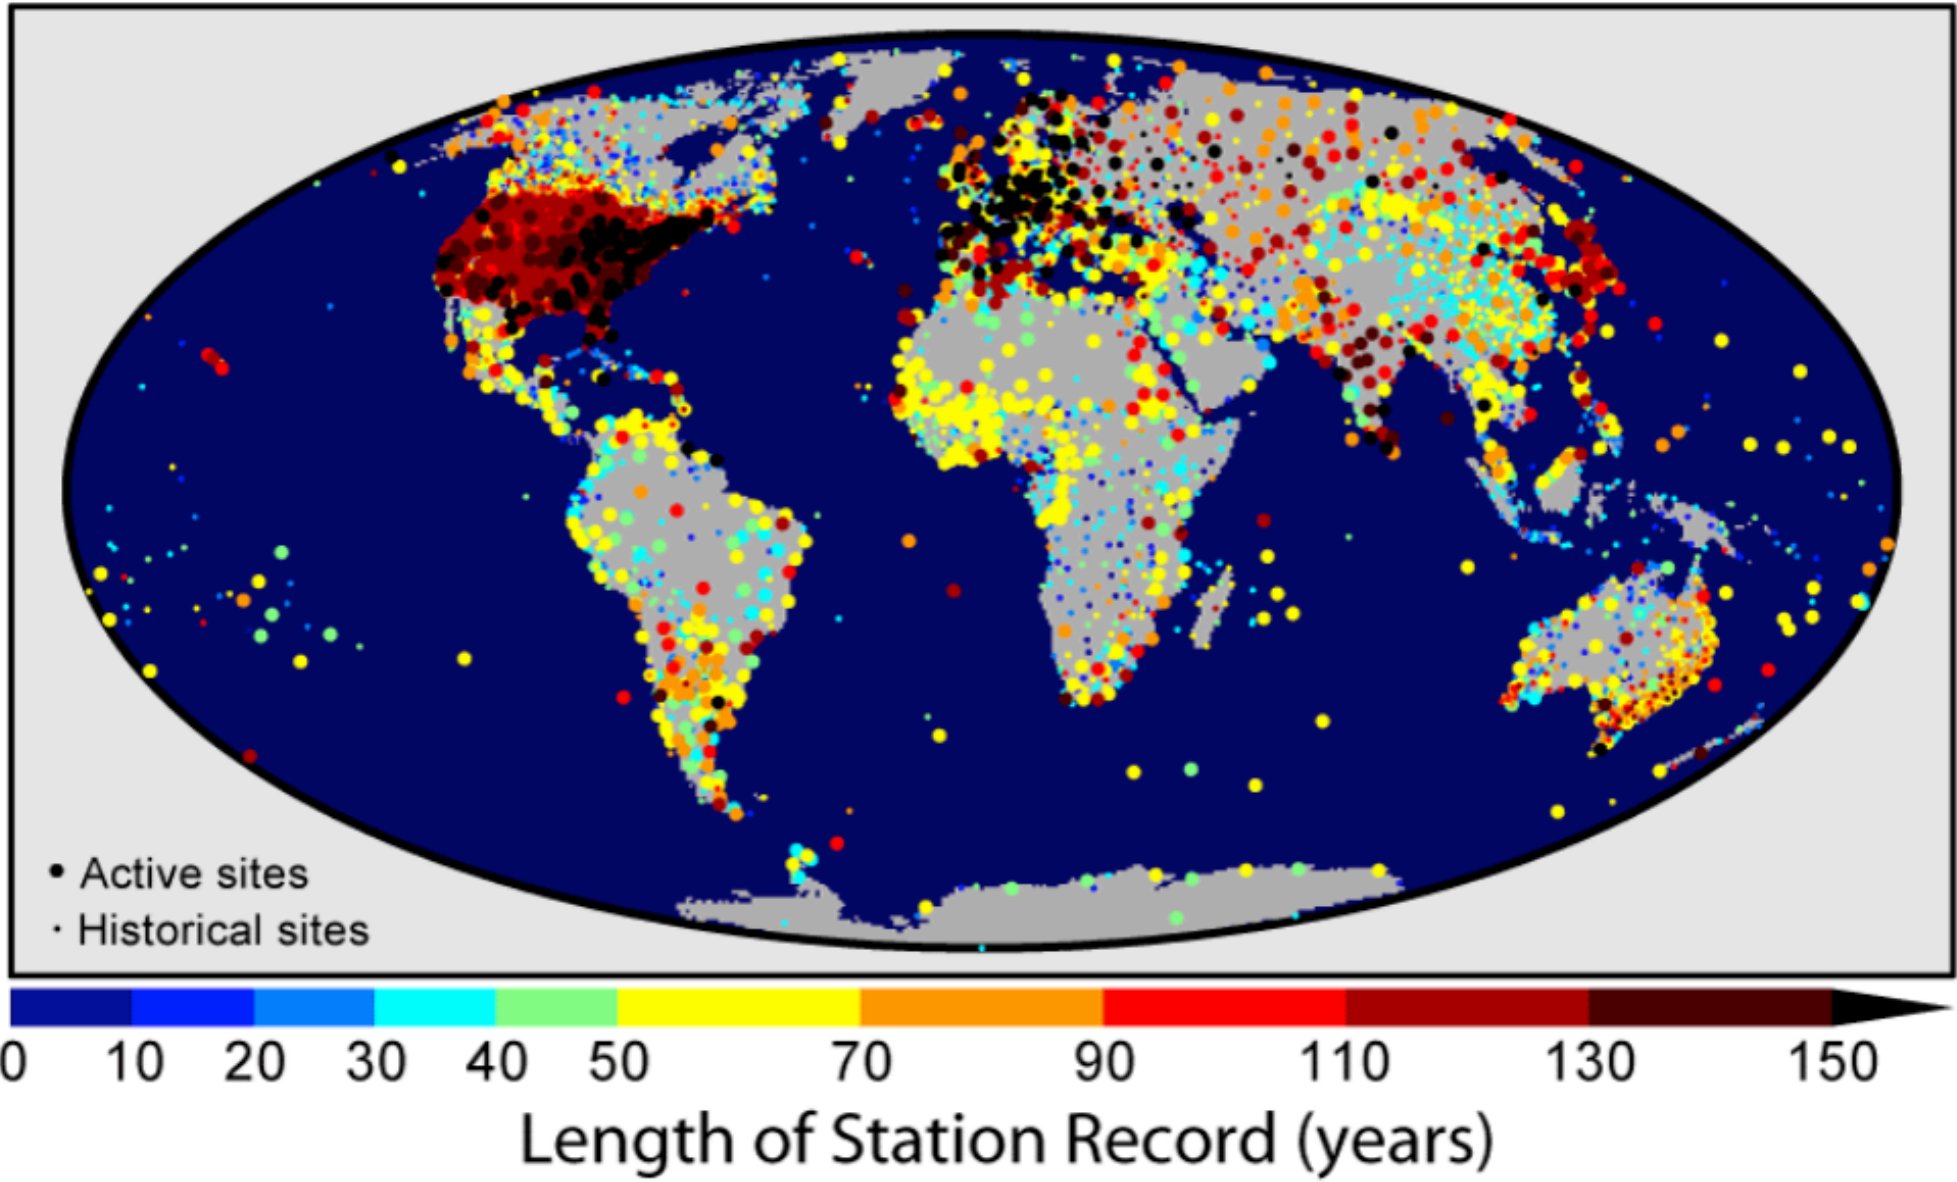 Active sites
Historical sites
0 10 20 30 40 50 70 90 110 130 150
Length of Station Record (years)